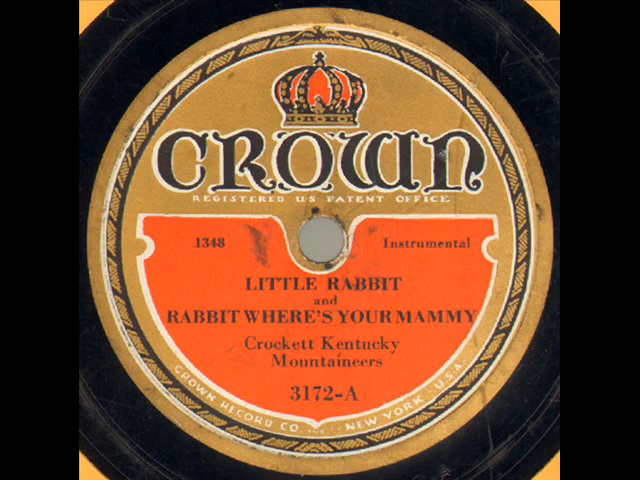 CROWN
REGISTERED US PATENT OFFICE
1348
Instrumental
LITTLE RABBIT
and
RABBIT WHERE'S YOUR MAMMY
Crockett Kentucky
Mountaineers
3172-A
CROWN RECORD CO. INC. NEW YORK, U.S.A.